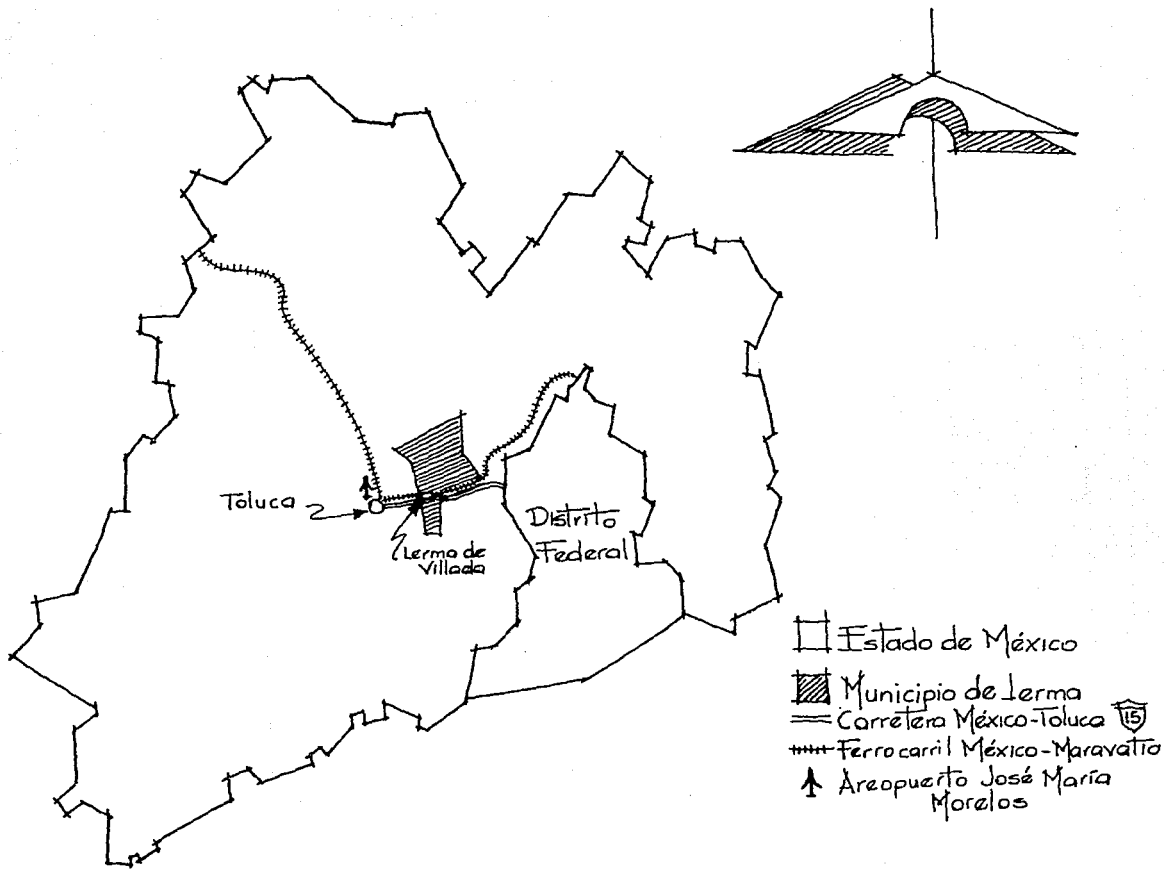 Toluca
Lerma de
Villada
Distrito
Federal
Estado de México
Municipio de Lerma
Carretera México-Toluca 15
Ferrocarril México-Maravatio
Areopuerto José María
Morelos